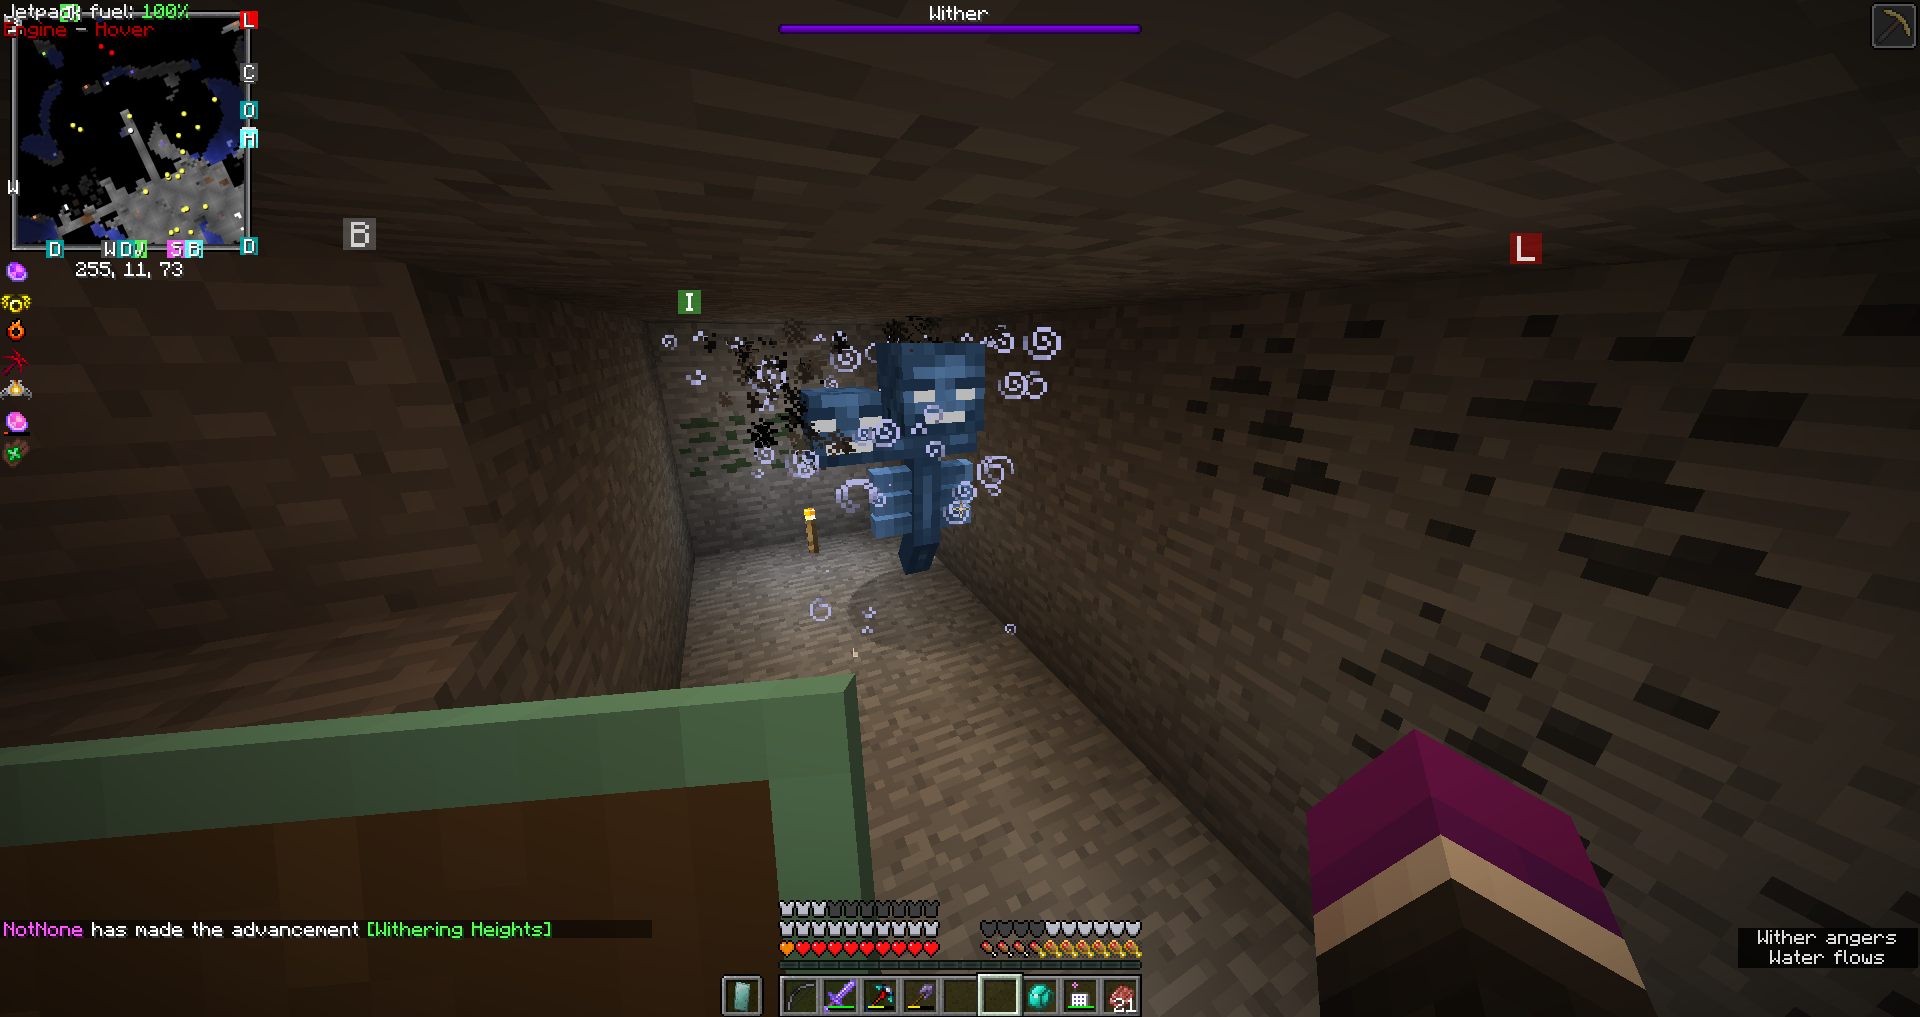 Jetpack fuel: 100%
Engine - Hover
Wither
L
C
O
W
D
W D
S B
D
255, 11, 73
B
I
L
NotNone has made the advancement [Withering Heights]
Wither angers
Water flows
21